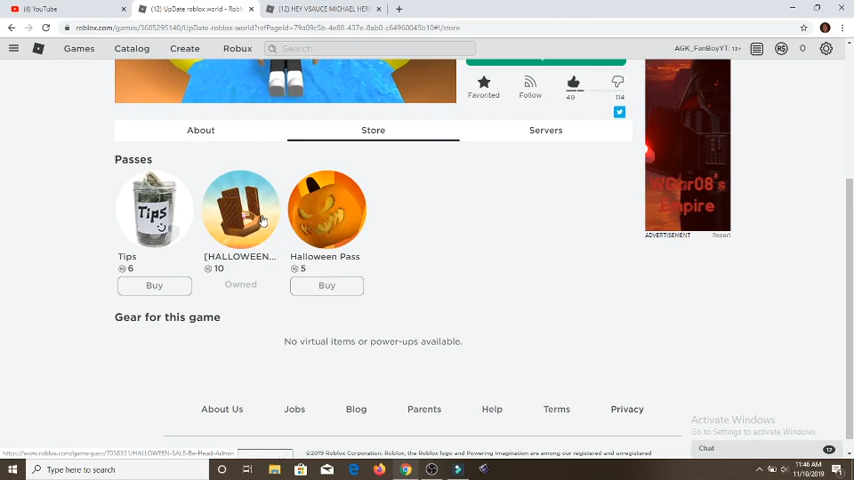 YouTube
(12) UpDate roblox world - Robl
(12) HEY VSAUCE MICHAEL HER
roblox.com/games/3685295140/UpDate-roblox-world?refPageId=79a09c5b-4e88-437e-8ab0-c64960045b10#!/store
Games
Catalog
Create
Robux
Search
AGK_FanBoyYT: 13+
0
Favorited
Follow
49
114
About
Store
Servers
Passes
Tips
Tips
6
Buy
[HALLOWEEN...
10
Owned
Halloween Pass
5
Buy
WGtr08's
Empire
ADVERTISEMENT
Report
Gear for this game
No virtual items or power-ups available.
About Us
Jobs
Blog
Parents
Help
Terms
Privacy
Activate Windows
Go to Settings to activate Windows.
Chat
12
https://www.roblox.com/game-pass/7058331/HALLOWEEN-SALE-Be-Head-Admin
©2019 Roblox Corporation. Roblox, the Roblox logo and Powering Imagination are among our registered and unregistered
Type here to search
11:46 AM
11/10/2019